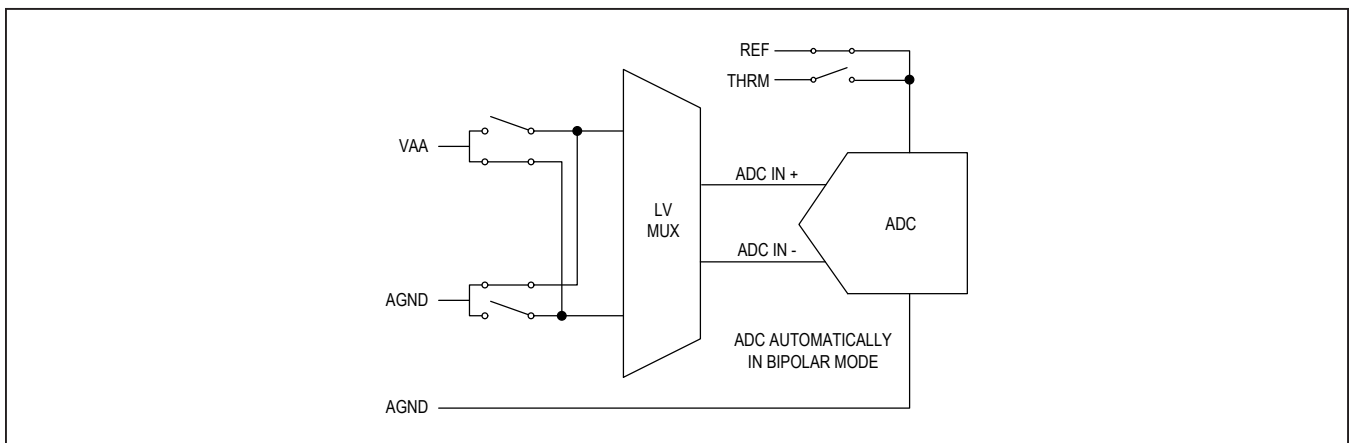 REF
THRM
VAA
ADC IN +
LV
MUX
ADC
ADC IN -
AGND
ADC AUTOMATICALLY
IN BIPOLAR MODE
AGND